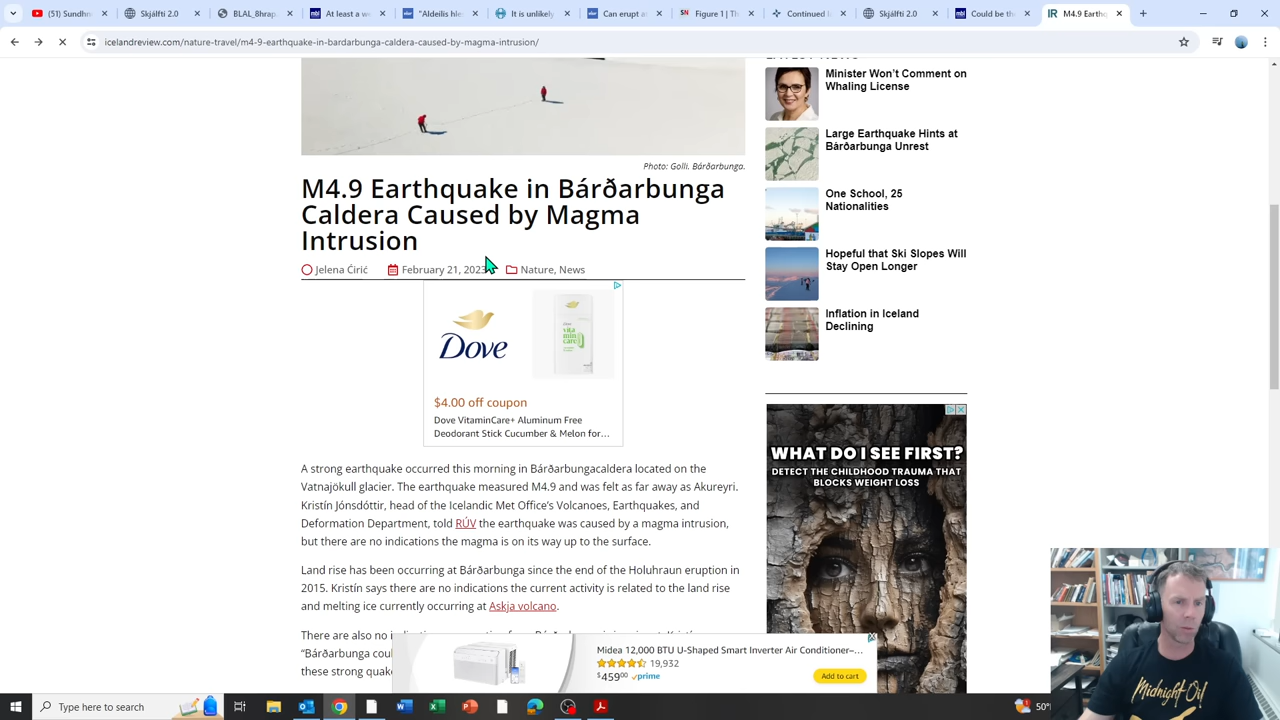 (51) Sundhn
Skjálfti 2.0
BLAL_Bhrap
"Adeilis hle
It is unlikely
Can erupt at
SN Figure 1 |
Skjálfti 2.0
Could be th
IR M4.9 Earthq
icelandreview.com/nature-travel/m4-9-earthquake-in-bardarbunga-caldera-caused-by-magma-intrusion/
Photo: Golli. Bárðarbunga.
M4.9 Earthquake in Bárðarbunga
Caldera Caused by Magma
Intrusion
Jelena Ćirić February 21, 2023 Nature, News
Dove
$4.00 off coupon
Dove VitaminCare+ Aluminum Free
Deodorant Stick Cucumber & Melon for...
A strong earthquake occurred this morning in Bárðarbungacaldera located on the
Vatnajökull glacier. The earthquake measured M4.9 and was felt as far away as Akureyri.
Kristín Jónsdóttir, head of the Icelandic Met Office's Volcanoes, Earthquakes, and
Deformation Department, told RÚV the earthquake was caused by a magma intrusion,
but there are no indications the magma is on its way up to the surface.
Land rise has been occurring at Bárðarbunga since the end of the Holuhraun eruption in
2015. Kristín says there are no indications the current activity is related to the land rise
and melting ice currently occurring at Askja volcano.
There are also no
"Bárðarbunga cou
these strong quak
Minister Won't Comment on
Whaling License
Large Earthquake Hints at
Bárðarbunga Unrest
One School, 25
Nationalities
Hopeful that Ski Slopes Will
Stay Open Longer
Inflation in Iceland
Declining
WHAT DO I SEE FIRST?
DETECT THE CHILDHOOD TRAUMA THAT
BLOCKS WEIGHT LOSS
Midea 12,000 BTU U-Shaped Smart Inverter Air Conditioner–...
19,932
$45900 prime
Add to cart
Midnight Oil
Type here to search
50°